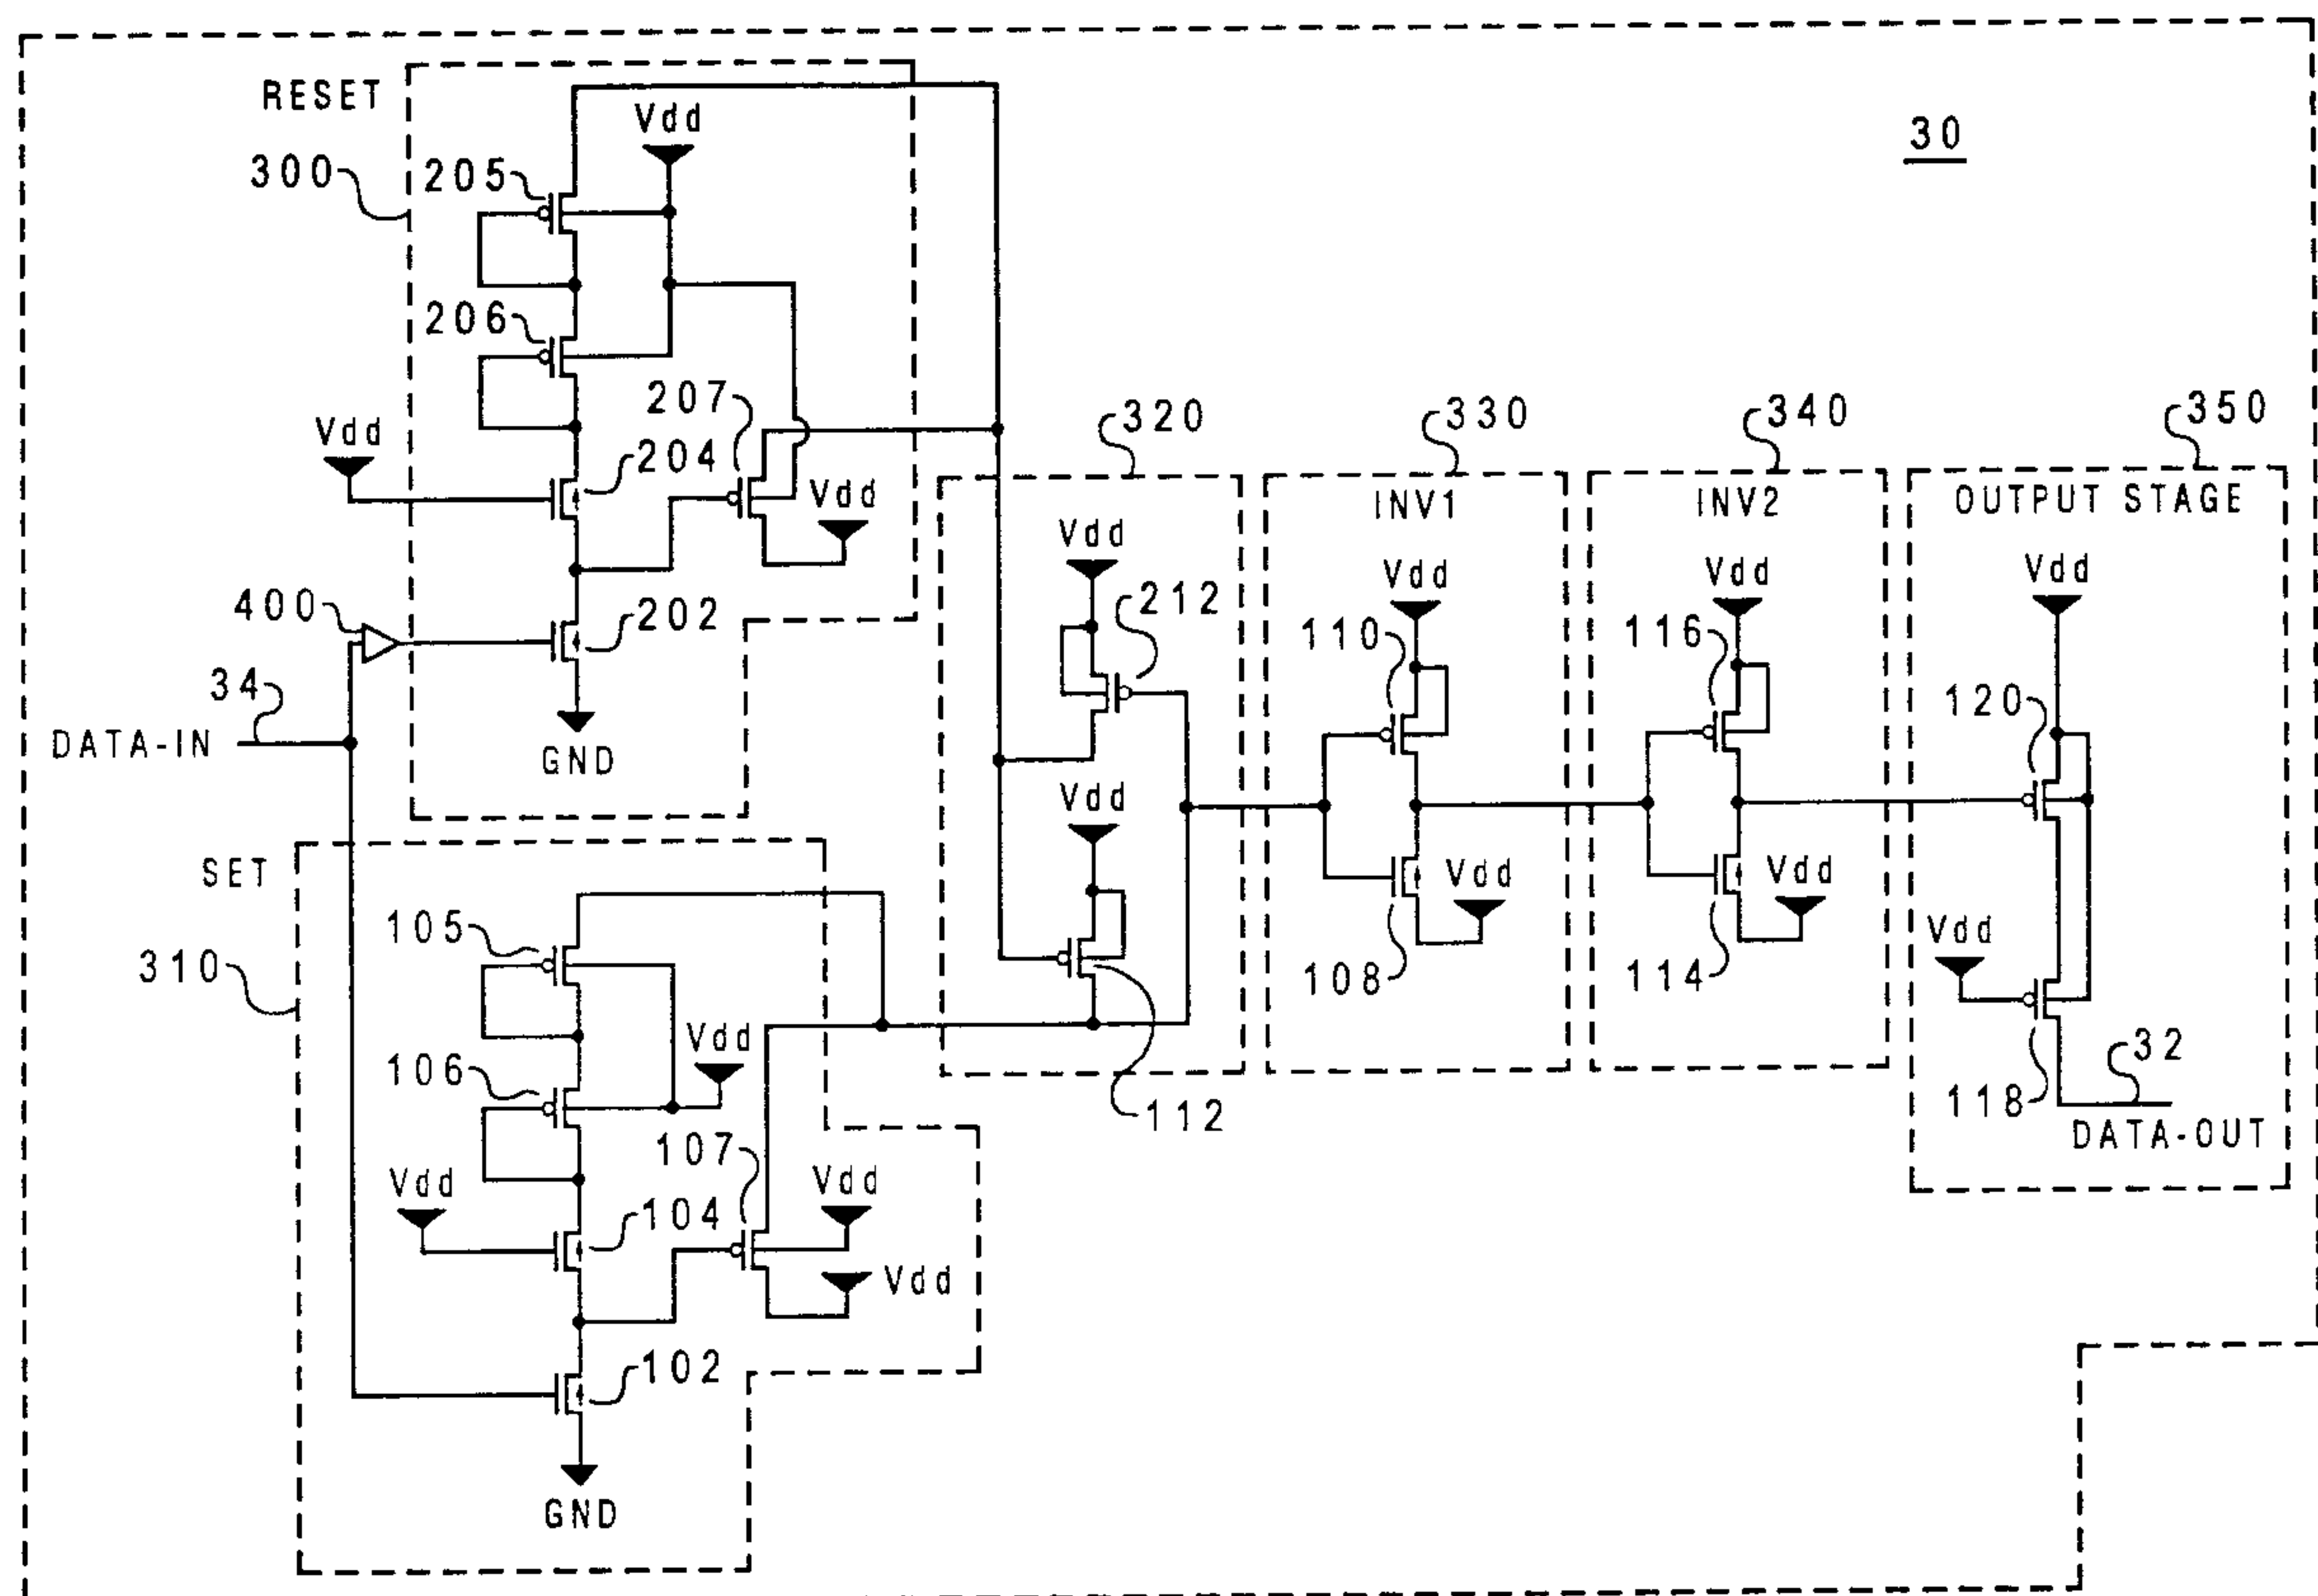 30
RESET
Vdd
300
205
206
207
Vdd
204
Vdd
400
202
34
DATA-IN
GND
320
330
340
350
INV1
INV2
OUTPUT STAGE
Vdd
212
Vdd
110
Vdd
116
Vdd
120
Vdd
Vdd
108
Vdd
114
Vdd
118
32
DATA-OUT
112
SET
310
105
106
Vdd
107
Vdd
Vdd
104
Vdd
102
GND